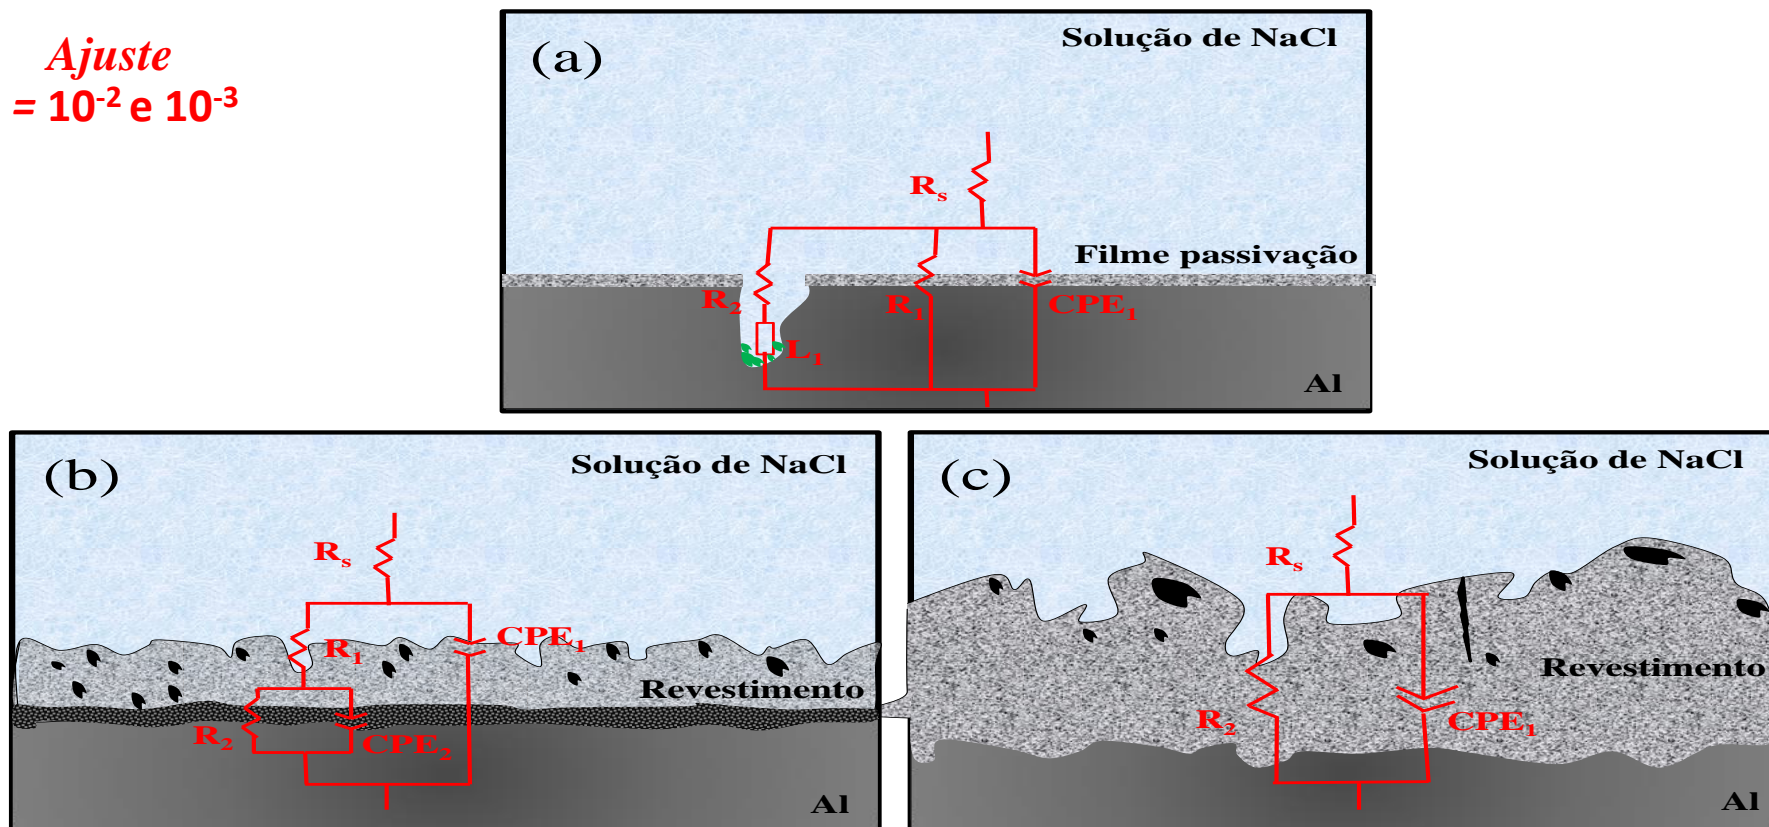 Ajuste
= 10⁻² e 10⁻³
(a)
Solução de NaCl
Rₛ
Filme passivação
R₂
R₁
CPE₁
L₁
Al
(b)
Solução de NaCl
Rₛ
R₁
CPE₁
Revestimento
R₂
CPE₂
Al
(c)
Solução de NaCl
Rₛ
Revestimento
R₂
CPE₁
Al